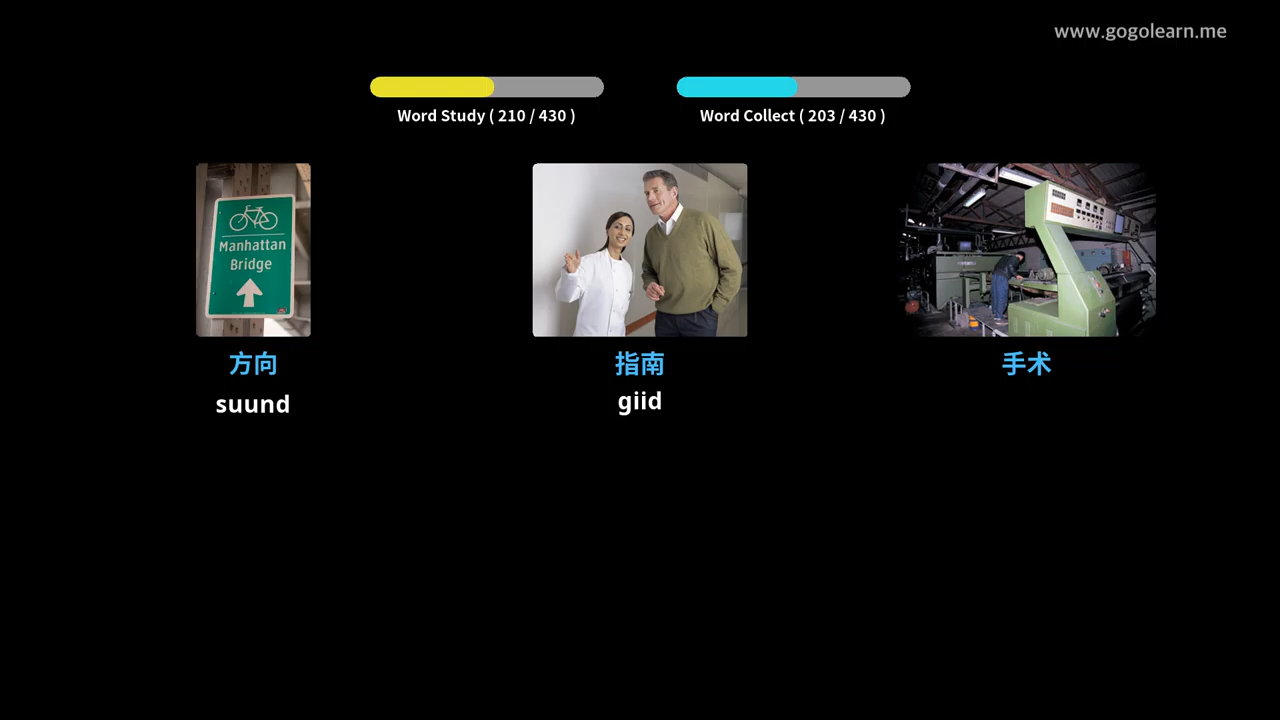 www.gogolearn.me
Word Study ( 210 / 430 )
Word Collect ( 203 / 430 )
Manhattan
Bridge
方向
指南
手术
suund
giid